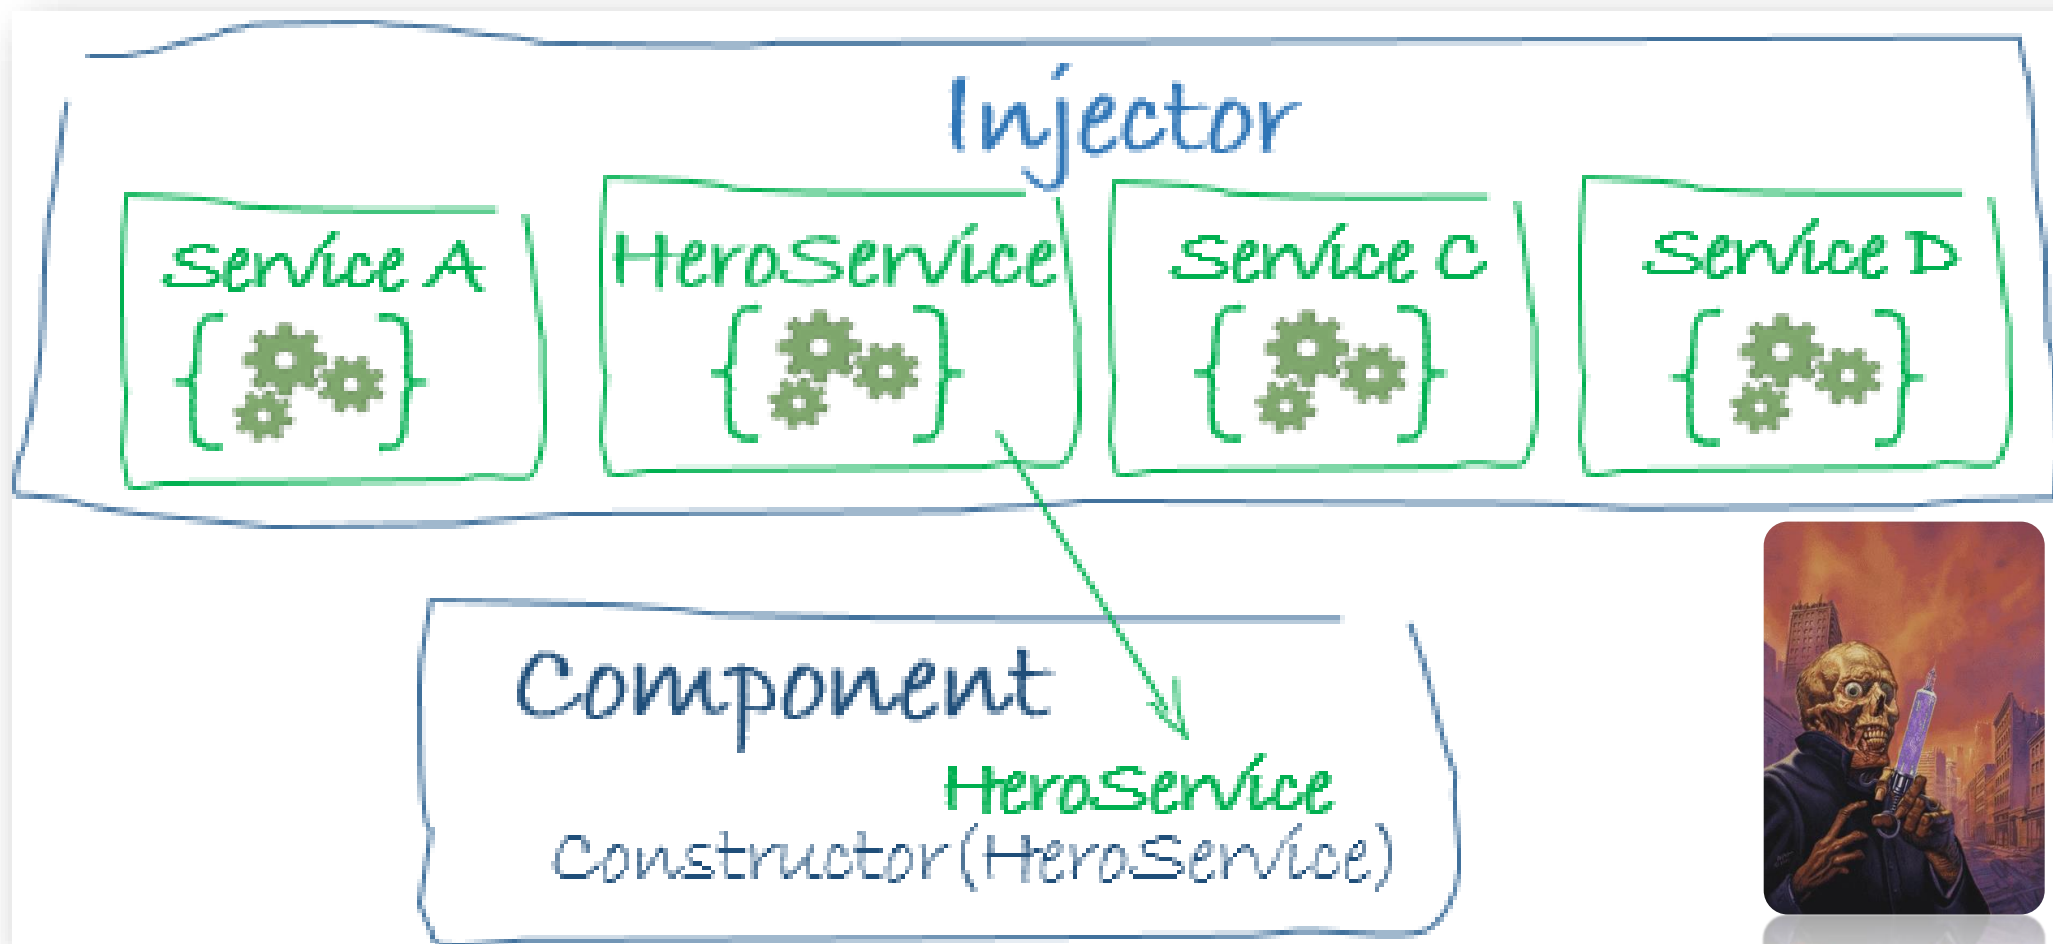 Injector
Service A
HeroService
Service C
Service D
Component
HeroService
Constructor(HeroService)